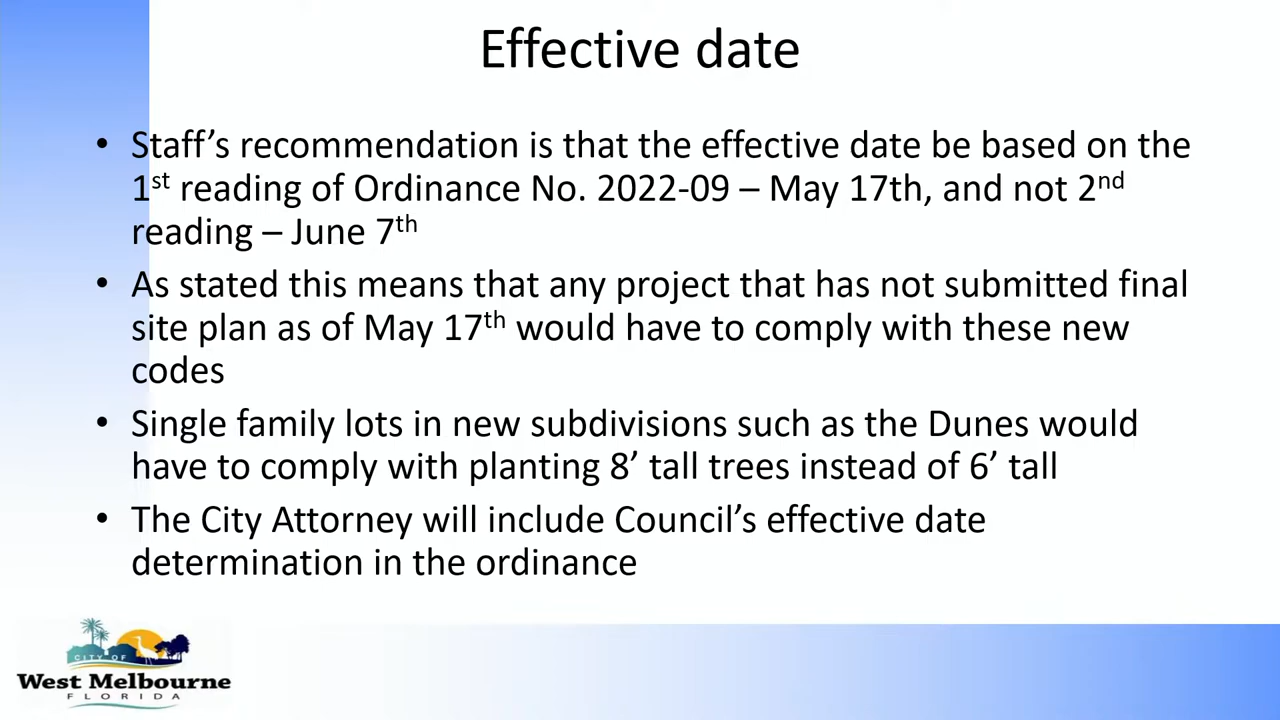 Effective date
• Staff’s recommendation is that the effective date be based on the
1st reading of Ordinance No. 2022-09 – May 17th, and not 2nd
reading – June 7th
• As stated this means that any project that has not submitted final
site plan as of May 17th would have to comply with these new
codes
• Single family lots in new subdivisions such as the Dunes would
have to comply with planting 8’ tall trees instead of 6’ tall
• The City Attorney will include Council’s effective date
determination in the ordinance
CITY OF
West Melbourne
FLORIDA